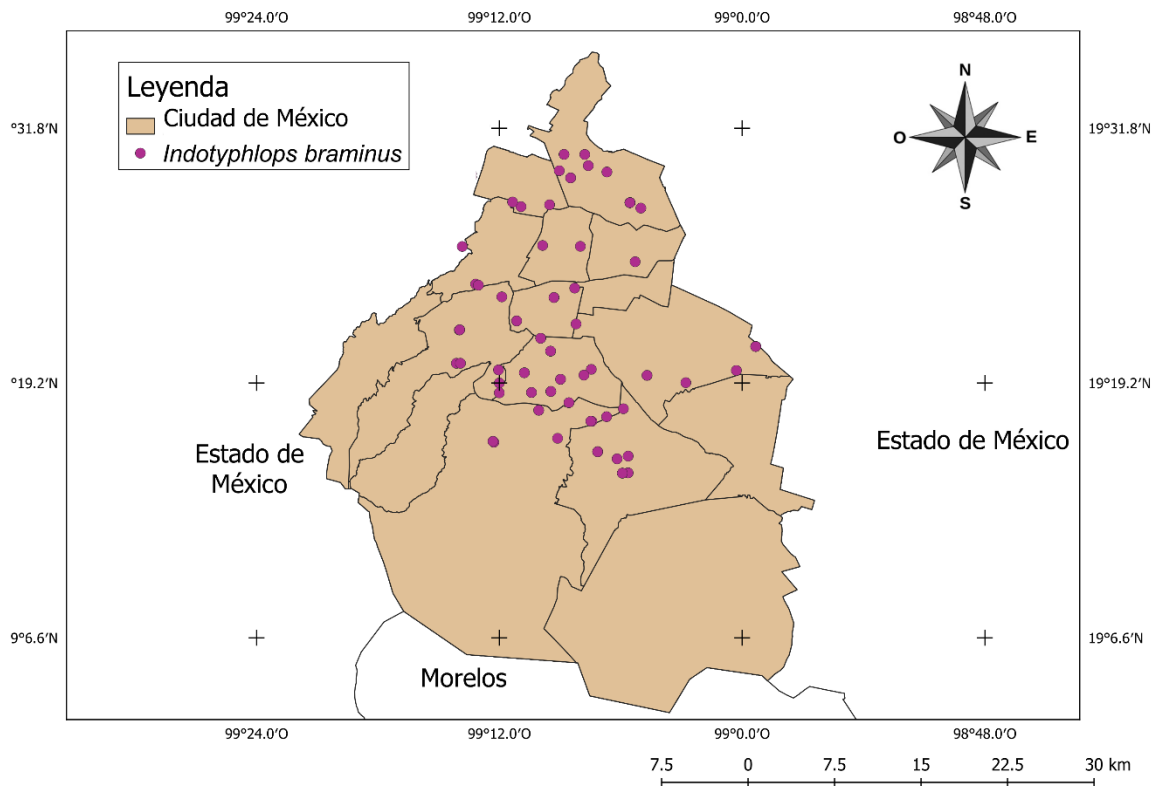 99°24.0′O 99°12.0′O 99°00.0′O 98°48.0′O
Leyenda
Ciudad de México
Indotyphlops braminus
N
O E
S
°31.8′N 19°31.8′N
°19.2′N 19°19.2′N
Estado de
México
Estado de México
9°6.6′N 19°6.6′N
Morelos
99°24.0′O 99°12.0′O 99°00.0′O 98°48.0′O
7.5 0 7.5 15 22.5 30 km